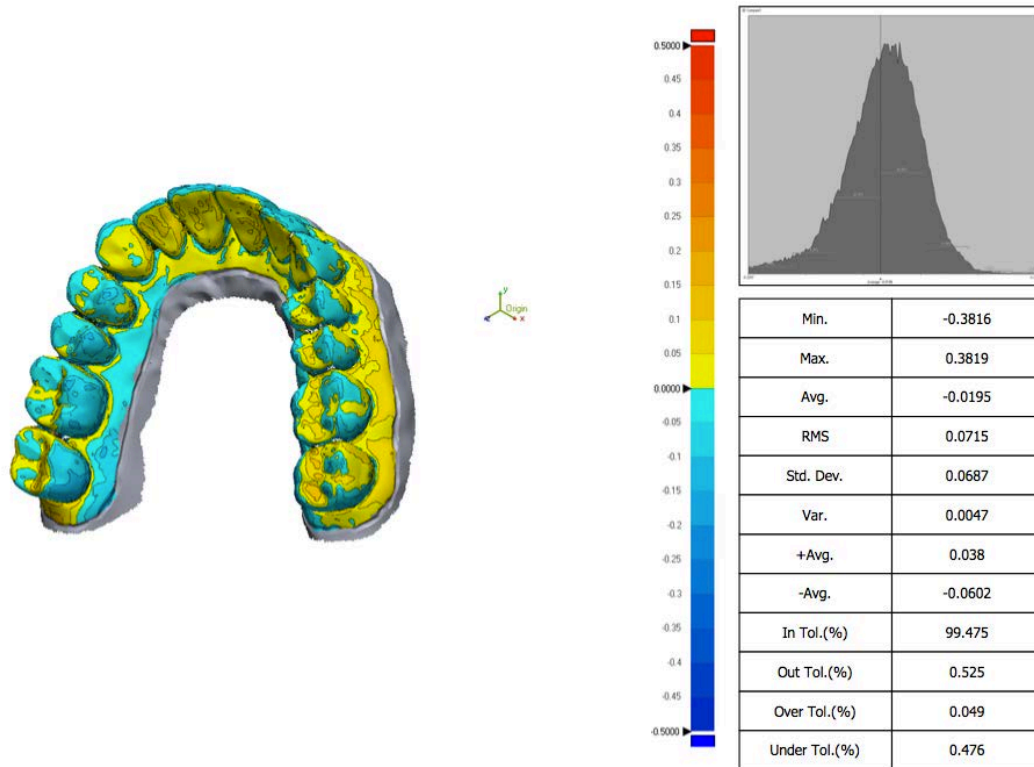 0.5000
0.45
0.4
0.35
0.3
0.25
0.2
0.15
0.1
0.05
0.0000
-0.05
-0.1
-0.15
-0.2
-0.25
-0.3
-0.35
-0.4
-0.45
-0.5000
y
Origin
x
Min. -0.3816
Max. 0.3819
Avg. -0.0195
RMS 0.0715
Std. Dev. 0.0687
Var. 0.0047
+Avg. 0.038
-Avg. -0.0602
In Tol.(%) 99.475
Out Tol.(%) 0.525
Over Tol.(%) 0.049
Under Tol.(%) 0.476